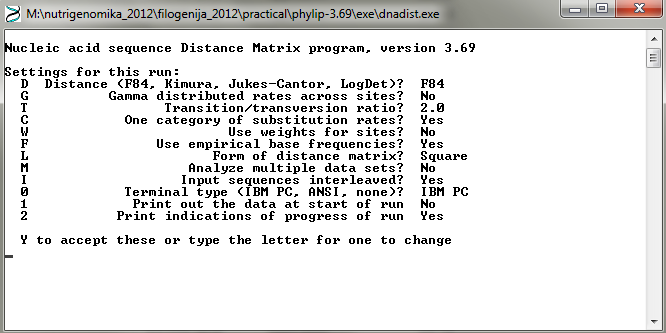 M:\nutrigenomika_2012\filogenija_2012\practical\phylip-3.69\exe\dnadist.exe
Nucleic acid sequence Distance Matrix program, version 3.69
Settings for this run:
D Distance (F84, Kimura, Jukes-Cantor, LogDet)? F84
G Gamma distributed rates across sites? No
T Transition/transversion ratio? 2.0
C One category of substitution rates? Yes
W Use weights for sites? No
F Use empirical base frequencies? Yes
L Form of distance matrix? Square
M Analyze multiple data sets? No
I Input sequences interleaved? Yes
0 Terminal type (IBM PC, ANSI, none)? IBM PC
1 Print out the data at start of run No
2 Print indications of progress of run Yes
Y to accept these or type the letter for one to change